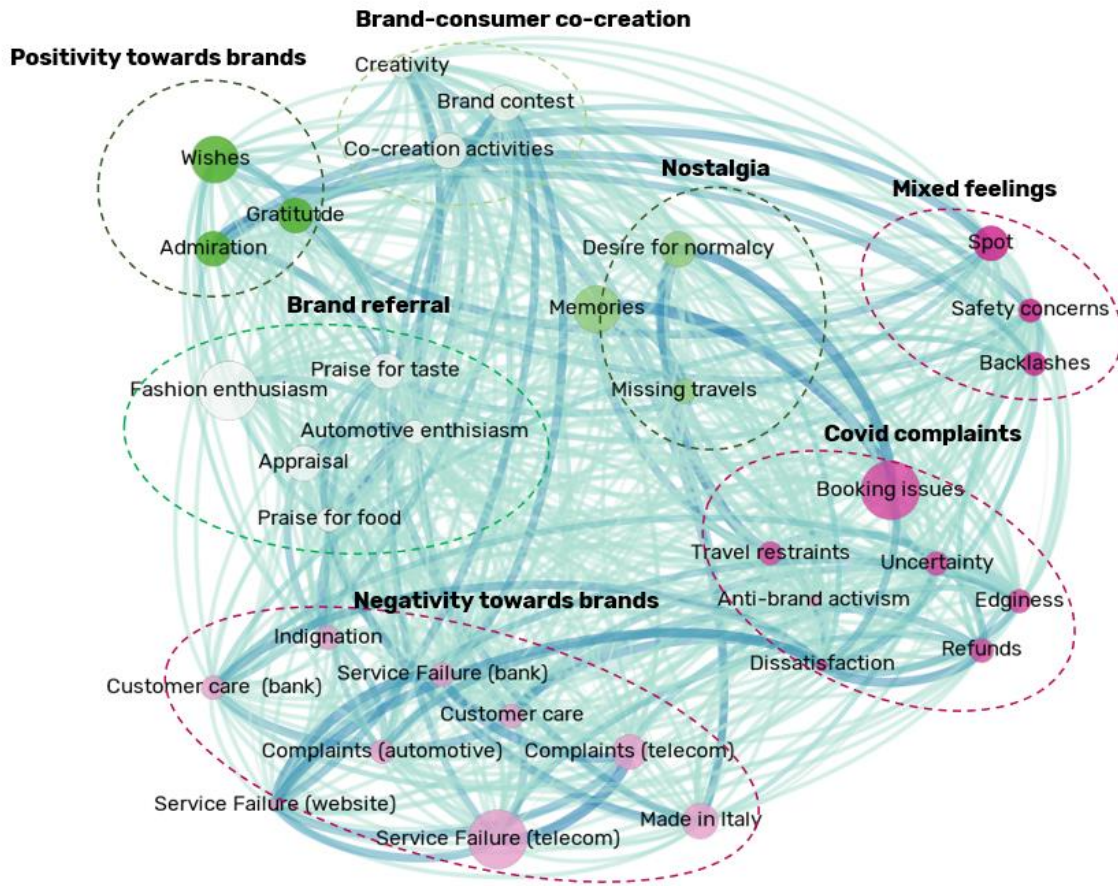 Brand-consumer co-creation
Positivity towards brands
Creativity
Brand contest
Co-creation activities
Wishes
Gratitutde
Admiration
Nostalgia
Desire for normalcy
Memories
Missing travels
Mixed feelings
Spot
Safety concerns
Backlashes
Brand referral
Praise for taste
Fashion enthusiasm
Automotive enthisiasm
Appraisal
Praise for food
Covid complaints
Booking issues
Travel restraints
Uncertainty
Anti-brand activism
Edginess
Refunds
Dissatisfaction
Negativity towards brands
Indignation
Service Failure (bank)
Customer care (bank)
Customer care
Complaints (automotive)
Complaints (telecom)
Service Failure (website)
Made in Italy
Service Failure (telecom)